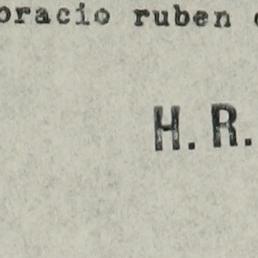 oracio ruben
H. R.